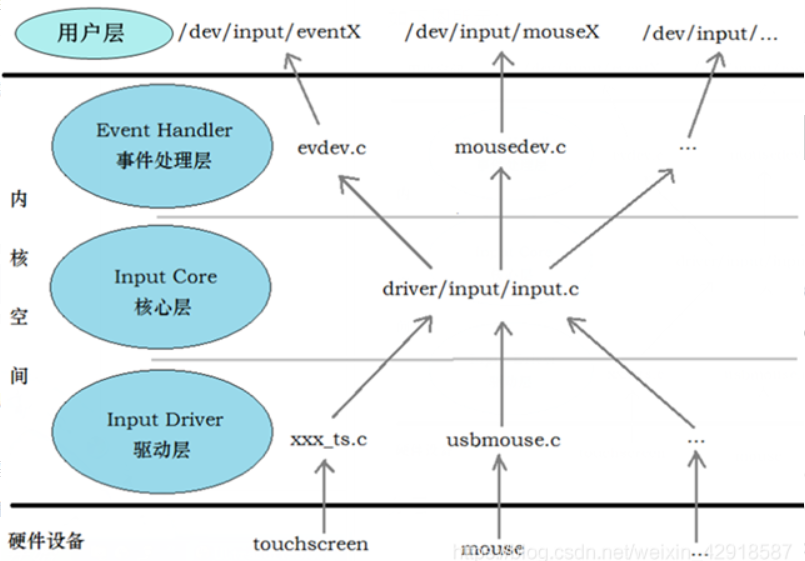 用户层 /dev/input/eventX /dev/input/mouseX /dev/input/...
Event Handler
事件处理层
evdev.c mousedev.c ...
内核空间
Input Core
核心层
driver/input/input.c
Input Driver
驱动层
xxx_ts.c usbmouse.c ...
硬件设备 touchscreen mouse ...
https://blog.csdn.net/weixin_42918587